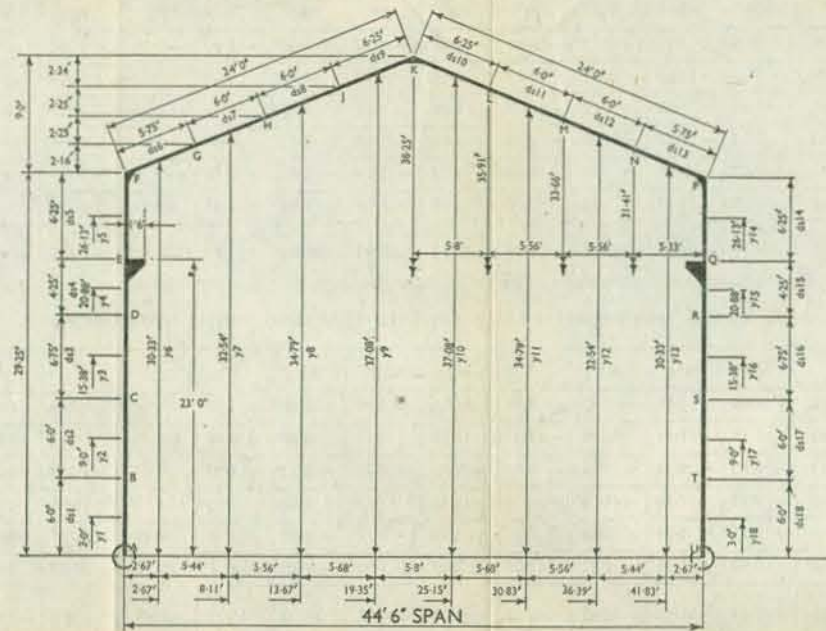 24' 0"
24' 0"
6·25'
6·25'
ds9
ds10
K
6·0'
6·0'
ds8
ds11
J
L
6·0'
6·0'
ds7
ds12
H
M
5·75'
5·75'
ds6
ds13
G
N
2·34'
2·25'
2·25'
2·16'
9·0'
29·25'
F
F
6·25'
ds5
26·13'
y5
1' 6"
E
4·25'
ds4
20·88'
y4
D
6·75'
ds3
15·38'
y3
C
6·0'
ds2
9·0'
y2
B
6·0'
ds1
3·0'
y1
23' 0"
30·33'
y6
32·54'
y7
34·79'
y8
37·08'
y9
38·25'
35·91'
33·66'
31·41'
5·8'
5·56'
5·56'
5·33'
37·08'
y10
34·79'
y11
32·54'
y12
30·33'
y13
6·25'
ds14
26·13'
y14
Q
4·25'
ds15
20·88'
y15
R
6·75'
ds16
15·38'
y16
S
6·0'
ds17
9·0'
y17
T
6·0'
ds18
3·0'
y18
2·67'
5·44'
5·56'
5·68'
5·8'
5·68'
5·56'
5·44'
2·67'
2·67'
8·11'
13·67'
19·35'
25·15'
30·83'
36·39'
41·83'
44' 6" SPAN